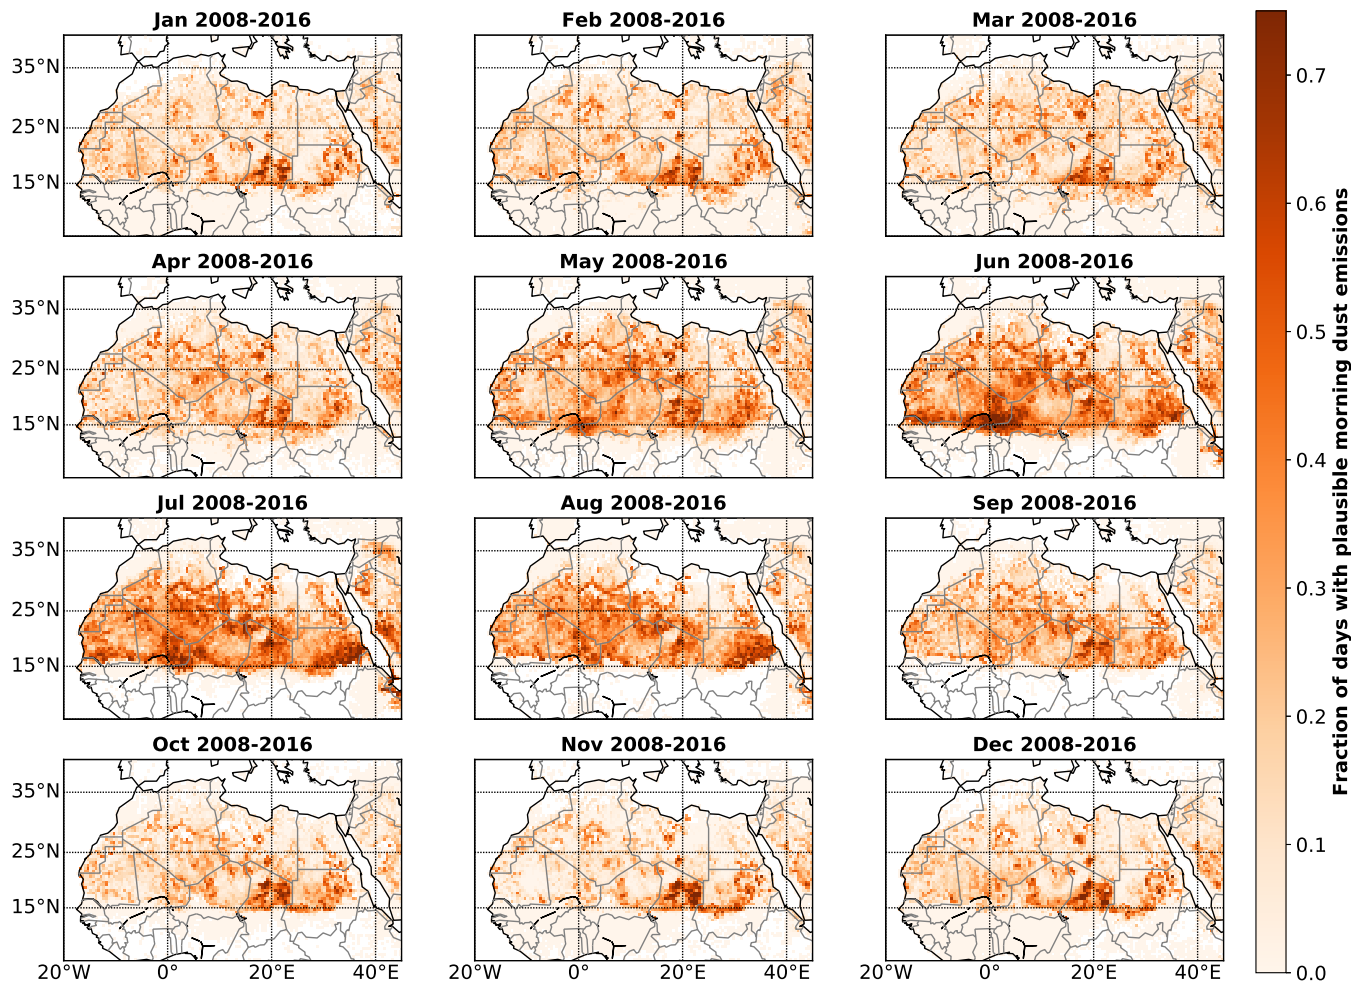 Jan 2008-2016
Feb 2008-2016
Mar 2008-2016
35°N
25°N
15°N
Apr 2008-2016
May 2008-2016
Jun 2008-2016
35°N
25°N
15°N
Jul 2008-2016
Aug 2008-2016
Sep 2008-2016
35°N
25°N
15°N
Oct 2008-2016
Nov 2008-2016
Dec 2008-2016
35°N
25°N
15°N
20°W 0° 20°E 40°E
20°W 0° 20°E 40°E
20°W 0° 20°E 40°E
0.7
0.6
0.5
0.4
0.3
0.2
0.1
0.0
Fraction of days with plausible morning dust emissions